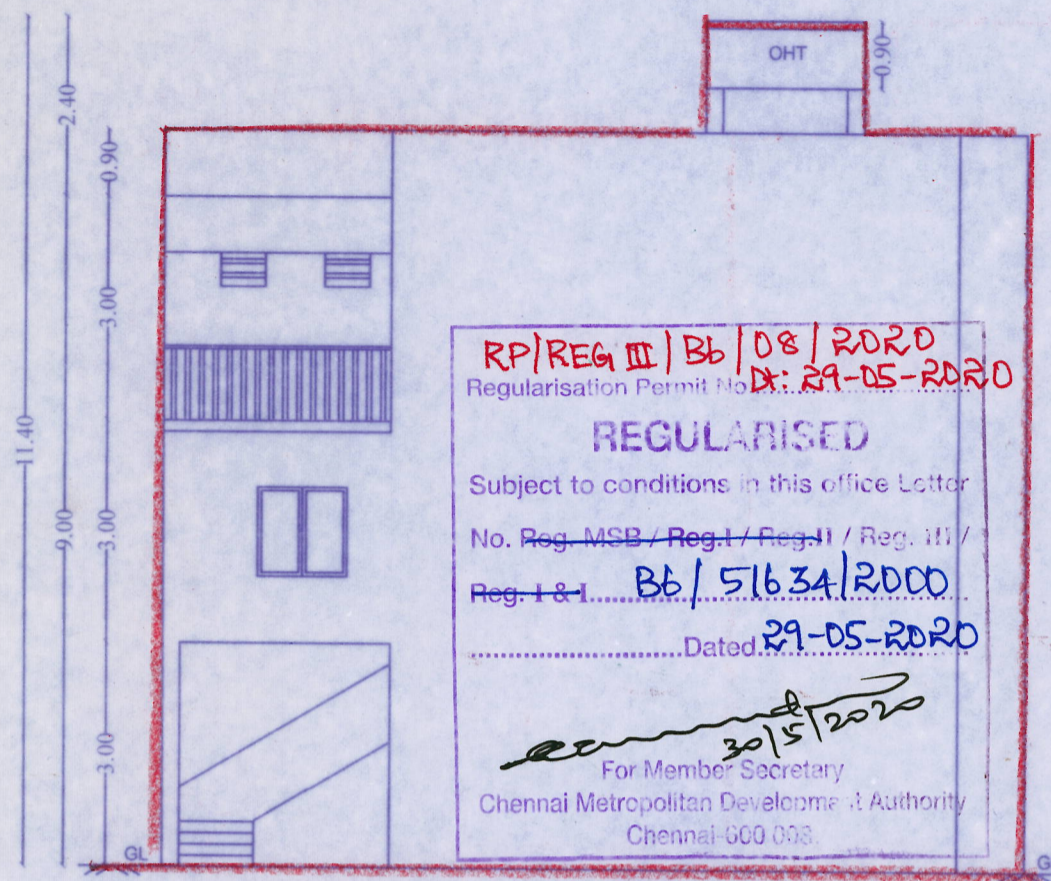 OHT
0.90
2.40
0.90
3.00
11.40
9.00
3.00
3.00
GL
G
RP/REG III/Bb/08/2020
Regularisation Permit No. Dt: 29-05-2020
REGULARISED
Subject to conditions in this office Letter
No. Reg. MSB / Reg.I / Reg.II / Reg. III /
Reg. I & I Bb/51634/2000
Dated 29-05-2020
30/5/2020
For Member Secretary
Chennai Metropolitan Development Authority
Chennai-600 008.